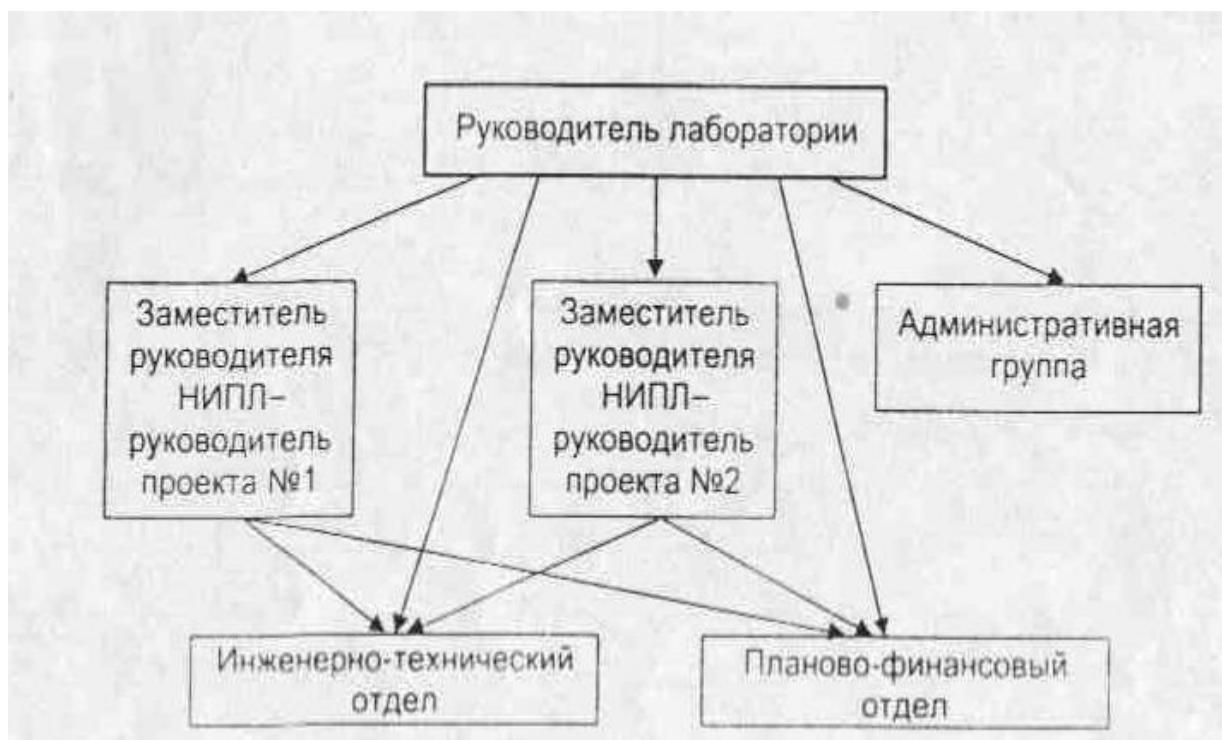 Руководитель лаборатории
Заместитель
руководителя
НИПЛ–
руководитель
проекта №1
Заместитель
руководителя
НИПЛ–
руководитель
проекта №2
Административная
группа
Инженерно-технический
отдел
Планово-финансовый
отдел